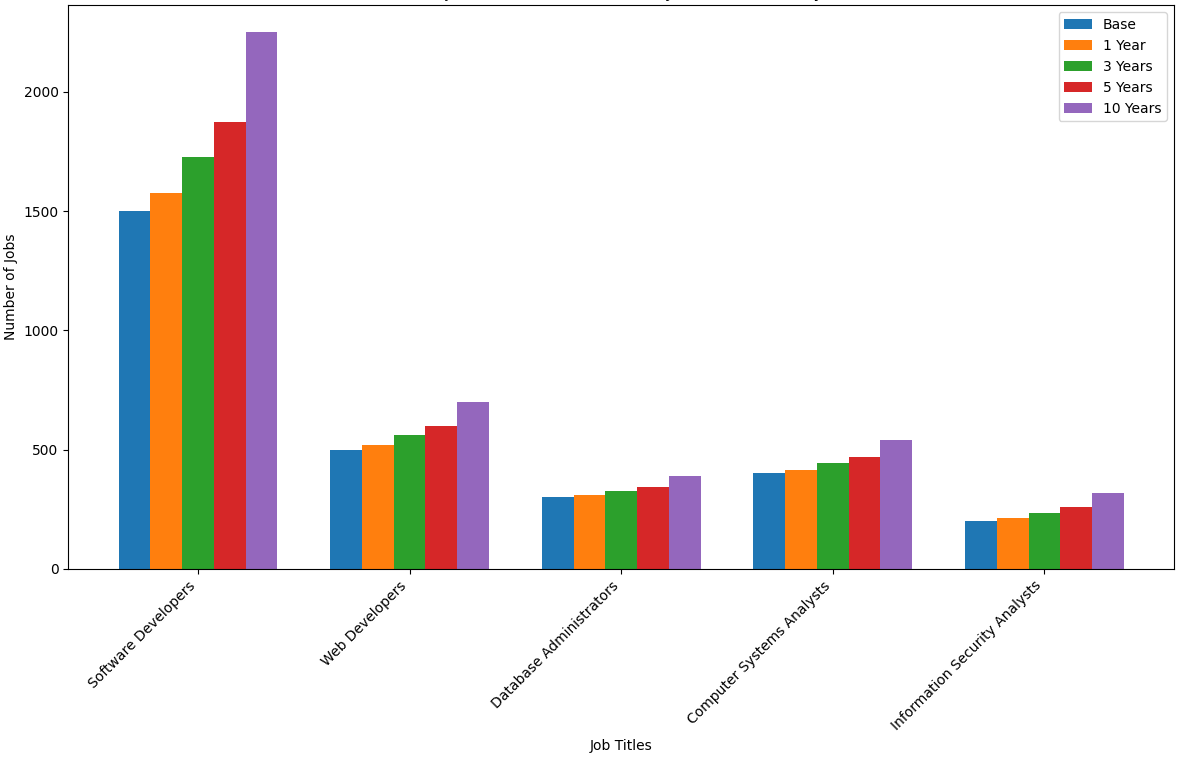 Base
1 Year
3 Years
5 Years
10 Years
2000
1500
1000
500
0
Number of Jobs
Software Developers
Web Developers
Database Administrators
Computer Systems Analysts
Information Security Analysts
Job Titles